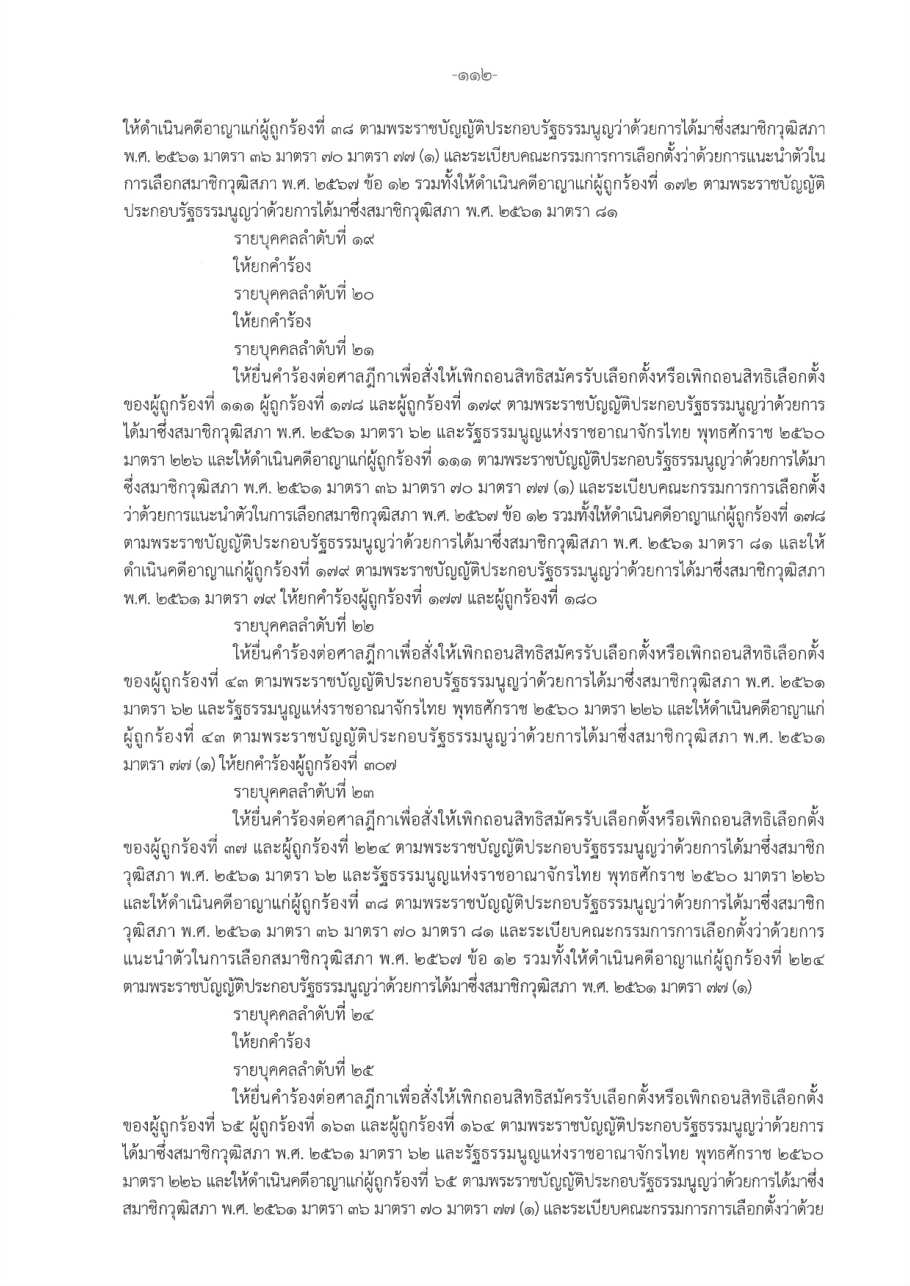 -๑๑๒-
ให้ดำเนินคดีอาญาแก่ผู้ถูกร้องที่ ๓๘ ตามพระราชบัญญัติประกอบรัฐธรรมนูญว่าด้วยการได้มาซึ่งสมาชิกวุฒิสภา
พ.ศ. ๒๕๖๑ มาตรา ๓๖ มาตรา ๗๐ มาตรา ๗๗ (๑) และระเบียบคณะกรรมการการเลือกตั้งว่าด้วยการแนะนำตัวใน
การเลือกสมาชิกวุฒิสภา พ.ศ. ๒๕๖๗ ข้อ ๑๒ รวมทั้งให้ดำเนินคดีอาญาแก่ผู้ถูกร้องที่ ๑๗๒ ตามพระราชบัญญัติ
ประกอบรัฐธรรมนูญว่าด้วยการได้มาซึ่งสมาชิกวุฒิสภา พ.ศ. ๒๕๖๑ มาตรา ๘๑
รายบุคคลลำดับที่ ๑๙
ให้ยกคำร้อง
รายบุคคลลำดับที่ ๒๐
ให้ยกคำร้อง
รายบุคคลลำดับที่ ๒๑
ให้ยื่นคำร้องต่อศาลฎีกาเพื่อสั่งให้เพิกถอนสิทธิสมัครรับเลือกตั้งหรือเพิกถอนสิทธิเลือกตั้ง
ของผู้ถูกร้องที่ ๑๑๑ ผู้ถูกร้องที่ ๑๗๘ และผู้ถูกร้องที่ ๑๗๙ ตามพระราชบัญญัติประกอบรัฐธรรมนูญว่าด้วยการ
ได้มาซึ่งสมาชิกวุฒิสภา พ.ศ. ๒๕๖๑ มาตรา ๖๒ และรัฐธรรมนูญแห่งราชอาณาจักรไทย พุทธศักราช ๒๕๖๐
มาตรา ๒๒๖ และให้ดำเนินคดีอาญาแก่ผู้ถูกร้องที่ ๑๑๑ ตามพระราชบัญญัติประกอบรัฐธรรมนูญว่าด้วยการได้มา
ซึ่งสมาชิกวุฒิสภา พ.ศ. ๒๕๖๑ มาตรา ๓๖ มาตรา ๗๐ มาตรา ๗๗ (๑) และระเบียบคณะกรรมการการเลือกตั้ง
ว่าด้วยการแนะนำตัวในการเลือกสมาชิกวุฒิสภา พ.ศ. ๒๕๖๗ ข้อ ๑๒ รวมทั้งให้ดำเนินคดีอาญาแก่ผู้ถูกร้องที่ ๑๗๘
ตามพระราชบัญญัติประกอบรัฐธรรมนูญว่าด้วยการได้มาซึ่งสมาชิกวุฒิสภา พ.ศ. ๒๕๖๑ มาตรา ๘๑ และให้
ดำเนินคดีอาญาแก่ผู้ถูกร้องที่ ๑๗๙ ตามพระราชบัญญัติประกอบรัฐธรรมนูญว่าด้วยการได้มาซึ่งสมาชิกวุฒิสภา
พ.ศ. ๒๕๖๑ มาตรา ๗๙ ให้ยกคำร้องผู้ถูกร้องที่ ๑๗๗ และผู้ถูกร้องที่ ๑๘๐
รายบุคคลลำดับที่ ๒๒
ให้ยื่นคำร้องต่อศาลฎีกาเพื่อสั่งให้เพิกถอนสิทธิสมัครรับเลือกตั้งหรือเพิกถอนสิทธิเลือกตั้ง
ของผู้ถูกร้องที่ ๔๓ ตามพระราชบัญญัติประกอบรัฐธรรมนูญว่าด้วยการได้มาซึ่งสมาชิกวุฒิสภา พ.ศ. ๒๕๖๑
มาตรา ๖๒ และรัฐธรรมนูญแห่งราชอาณาจักรไทย พุทธศักราช ๒๕๖๐ มาตรา ๒๒๖ และให้ดำเนินคดีอาญาแก่
ผู้ถูกร้องที่ ๔๓ ตามพระราชบัญญัติประกอบรัฐธรรมนูญว่าด้วยการได้มาซึ่งสมาชิกวุฒิสภา พ.ศ. ๒๕๖๑
มาตรา ๗๗ (๑) ให้ยกคำร้องผู้ถูกร้องที่ ๓๐๗
รายบุคคลลำดับที่ ๒๓
ให้ยื่นคำร้องต่อศาลฎีกาเพื่อสั่งให้เพิกถอนสิทธิสมัครรับเลือกตั้งหรือเพิกถอนสิทธิเลือกตั้ง
ของผู้ถูกร้องที่ ๓๗ และผู้ถูกร้องที่ ๒๒๔ ตามพระราชบัญญัติประกอบรัฐธรรมนูญว่าด้วยการได้มาซึ่งสมาชิก
วุฒิสภา พ.ศ. ๒๕๖๑ มาตรา ๖๒ และรัฐธรรมนูญแห่งราชอาณาจักรไทย พุทธศักราช ๒๕๖๐ มาตรา ๒๒๖
และให้ดำเนินคดีอาญาแก่ผู้ถูกร้องที่ ๓๘ ตามพระราชบัญญัติประกอบรัฐธรรมนูญว่าด้วยการได้มาซึ่งสมาชิก
วุฒิสภา พ.ศ. ๒๕๖๑ มาตรา ๓๖ มาตรา ๗๐ มาตรา ๘๑ และระเบียบคณะกรรมการการเลือกตั้งว่าด้วยการ
แนะนำตัวในการเลือกสมาชิกวุฒิสภา พ.ศ. ๒๕๖๗ ข้อ ๑๒ รวมทั้งให้ดำเนินคดีอาญาแก่ผู้ถูกร้องที่ ๒๒๔
ตามพระราชบัญญัติประกอบรัฐธรรมนูญว่าด้วยการได้มาซึ่งสมาชิกวุฒิสภา พ.ศ. ๒๕๖๑ มาตรา ๗๗ (๑)
รายบุคคลลำดับที่ ๒๔
ให้ยกคำร้อง
รายบุคคลลำดับที่ ๒๕
ให้ยื่นคำร้องต่อศาลฎีกาเพื่อสั่งให้เพิกถอนสิทธิสมัครรับเลือกตั้งหรือเพิกถอนสิทธิเลือกตั้ง
ของผู้ถูกร้องที่ ๖๕ ผู้ถูกร้องที่ ๑๖๓ และผู้ถูกร้องที่ ๑๖๔ ตามพระราชบัญญัติประกอบรัฐธรรมนูญว่าด้วยการ
ได้มาซึ่งสมาชิกวุฒิสภา พ.ศ. ๒๕๖๑ มาตรา ๖๒ และรัฐธรรมนูญแห่งราชอาณาจักรไทย พุทธศักราช ๒๕๖๐
มาตรา ๒๒๖ และให้ดำเนินคดีอาญาแก่ผู้ถูกร้องที่ ๖๕ ตามพระราชบัญญัติประกอบรัฐธรรมนูญว่าด้วยการได้มาซึ่ง
สมาชิกวุฒิสภา พ.ศ. ๒๕๖๑ มาตรา ๓๖ มาตรา ๗๐ มาตรา ๗๗ (๑) และระเบียบคณะกรรมการการเลือกตั้งว่าด้วย